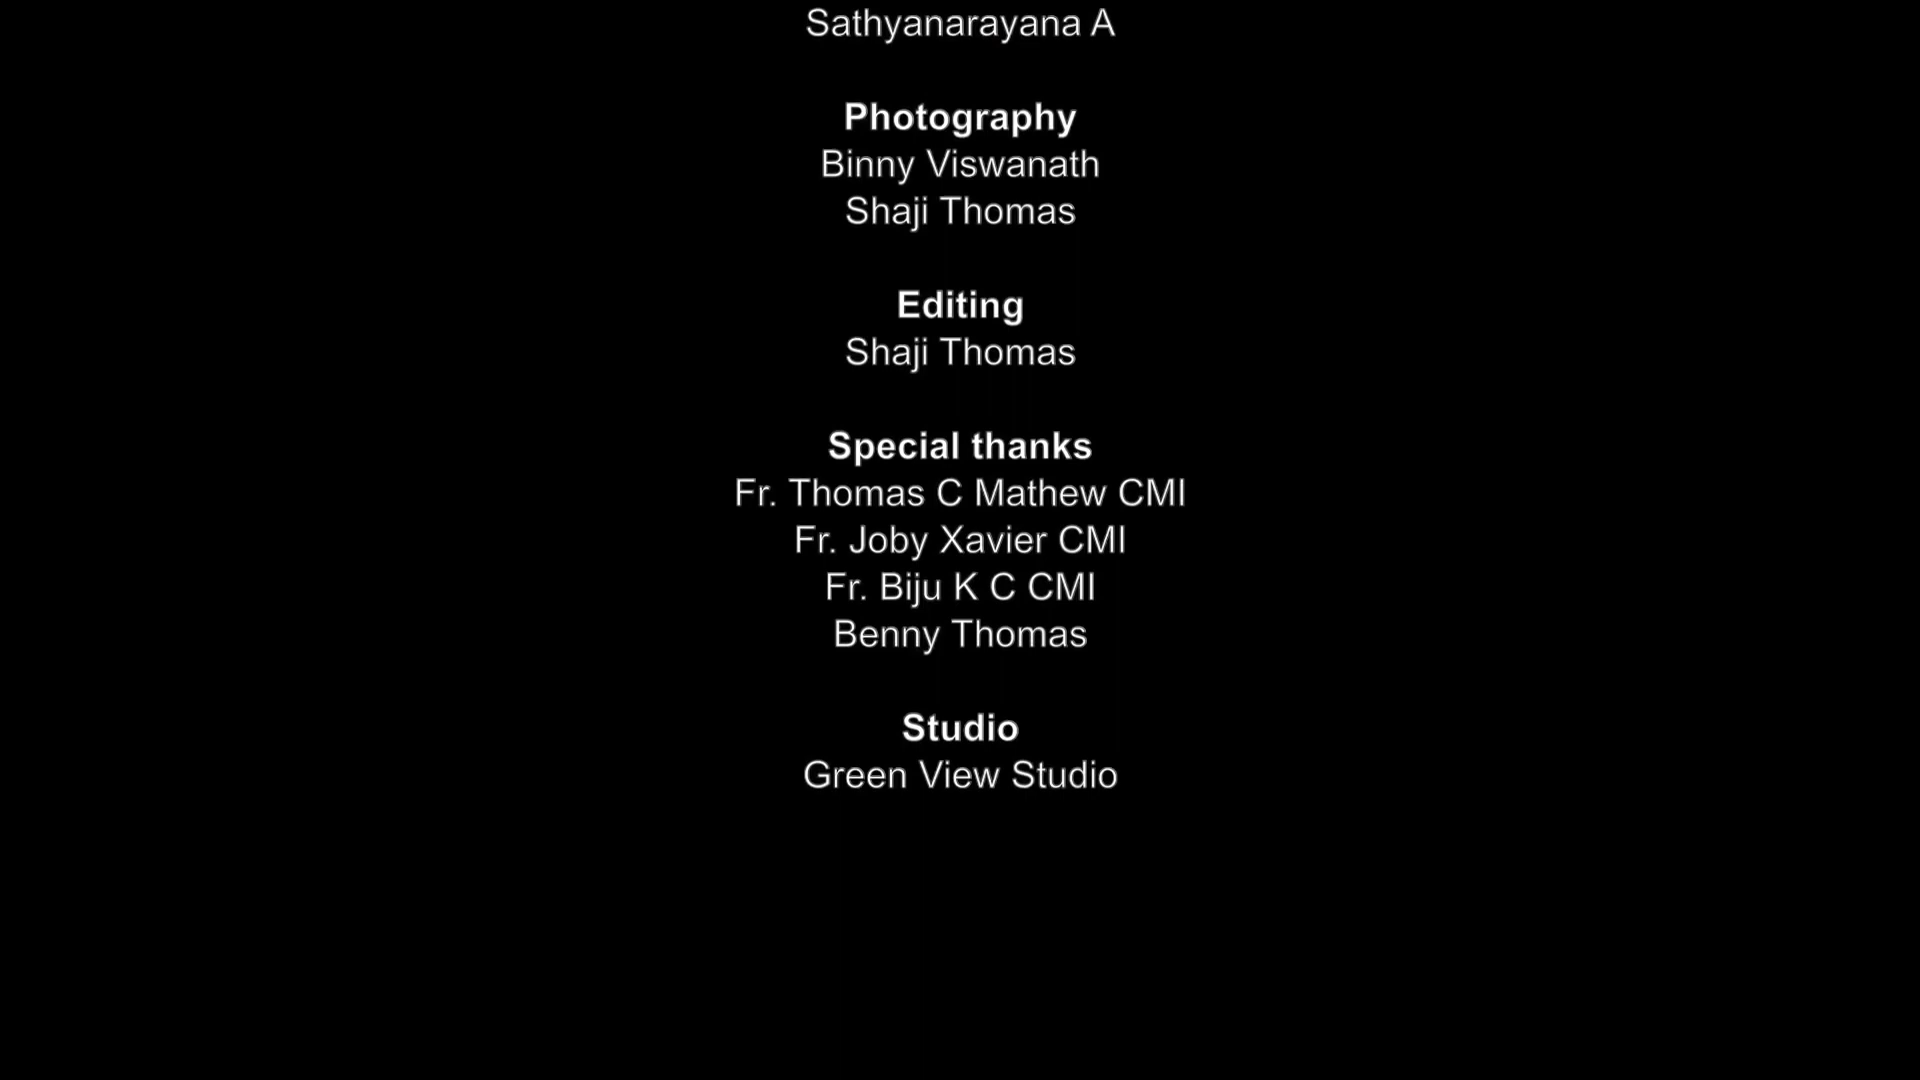 Sathyanarayana A
Photography
Binny Viswanath
Shaji Thomas
Editing
Shaji Thomas
Special thanks
Fr. Thomas C Mathew CMI
Fr. Joby Xavier CMI
Fr. Biju K C CMI
Benny Thomas
Studio
Green View Studio